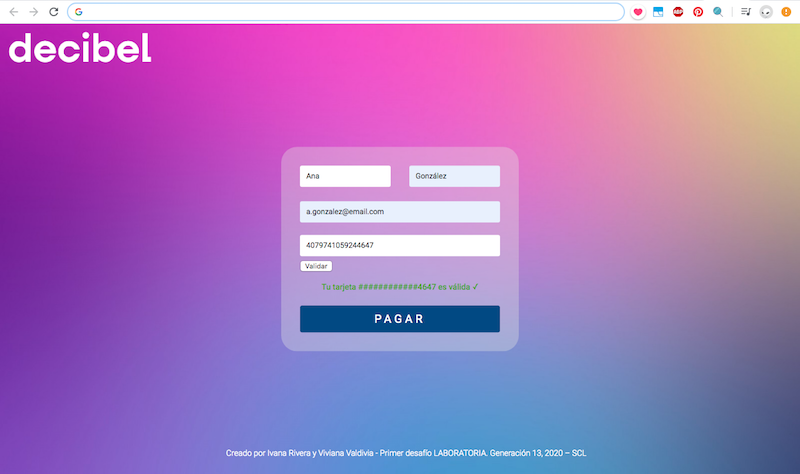 decibel
Ana
González
a.gonzalez@email.com
4079741059244647
Validar
Tu tarjeta ############4647 es válida ✓
PAGAR
Creado por Ivana Rivera y Viviana Valdivia - Primer desafío LABORATORIA. Generación 13, 2020 – SCL